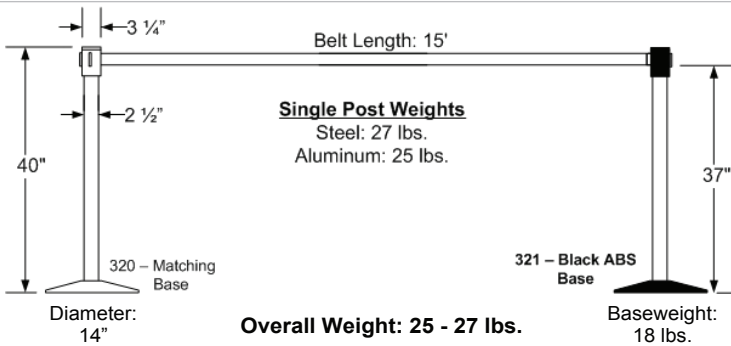 3 ¼”
Belt Length: 15'
2 ½”
Single Post Weights
Steel: 27 lbs.
Aluminum: 25 lbs.
40"
37"
320 – Matching
Base
321 – Black ABS
Base
Diameter:
14”
Overall Weight: 25 - 27 lbs.
Baseweight:
18 lbs.